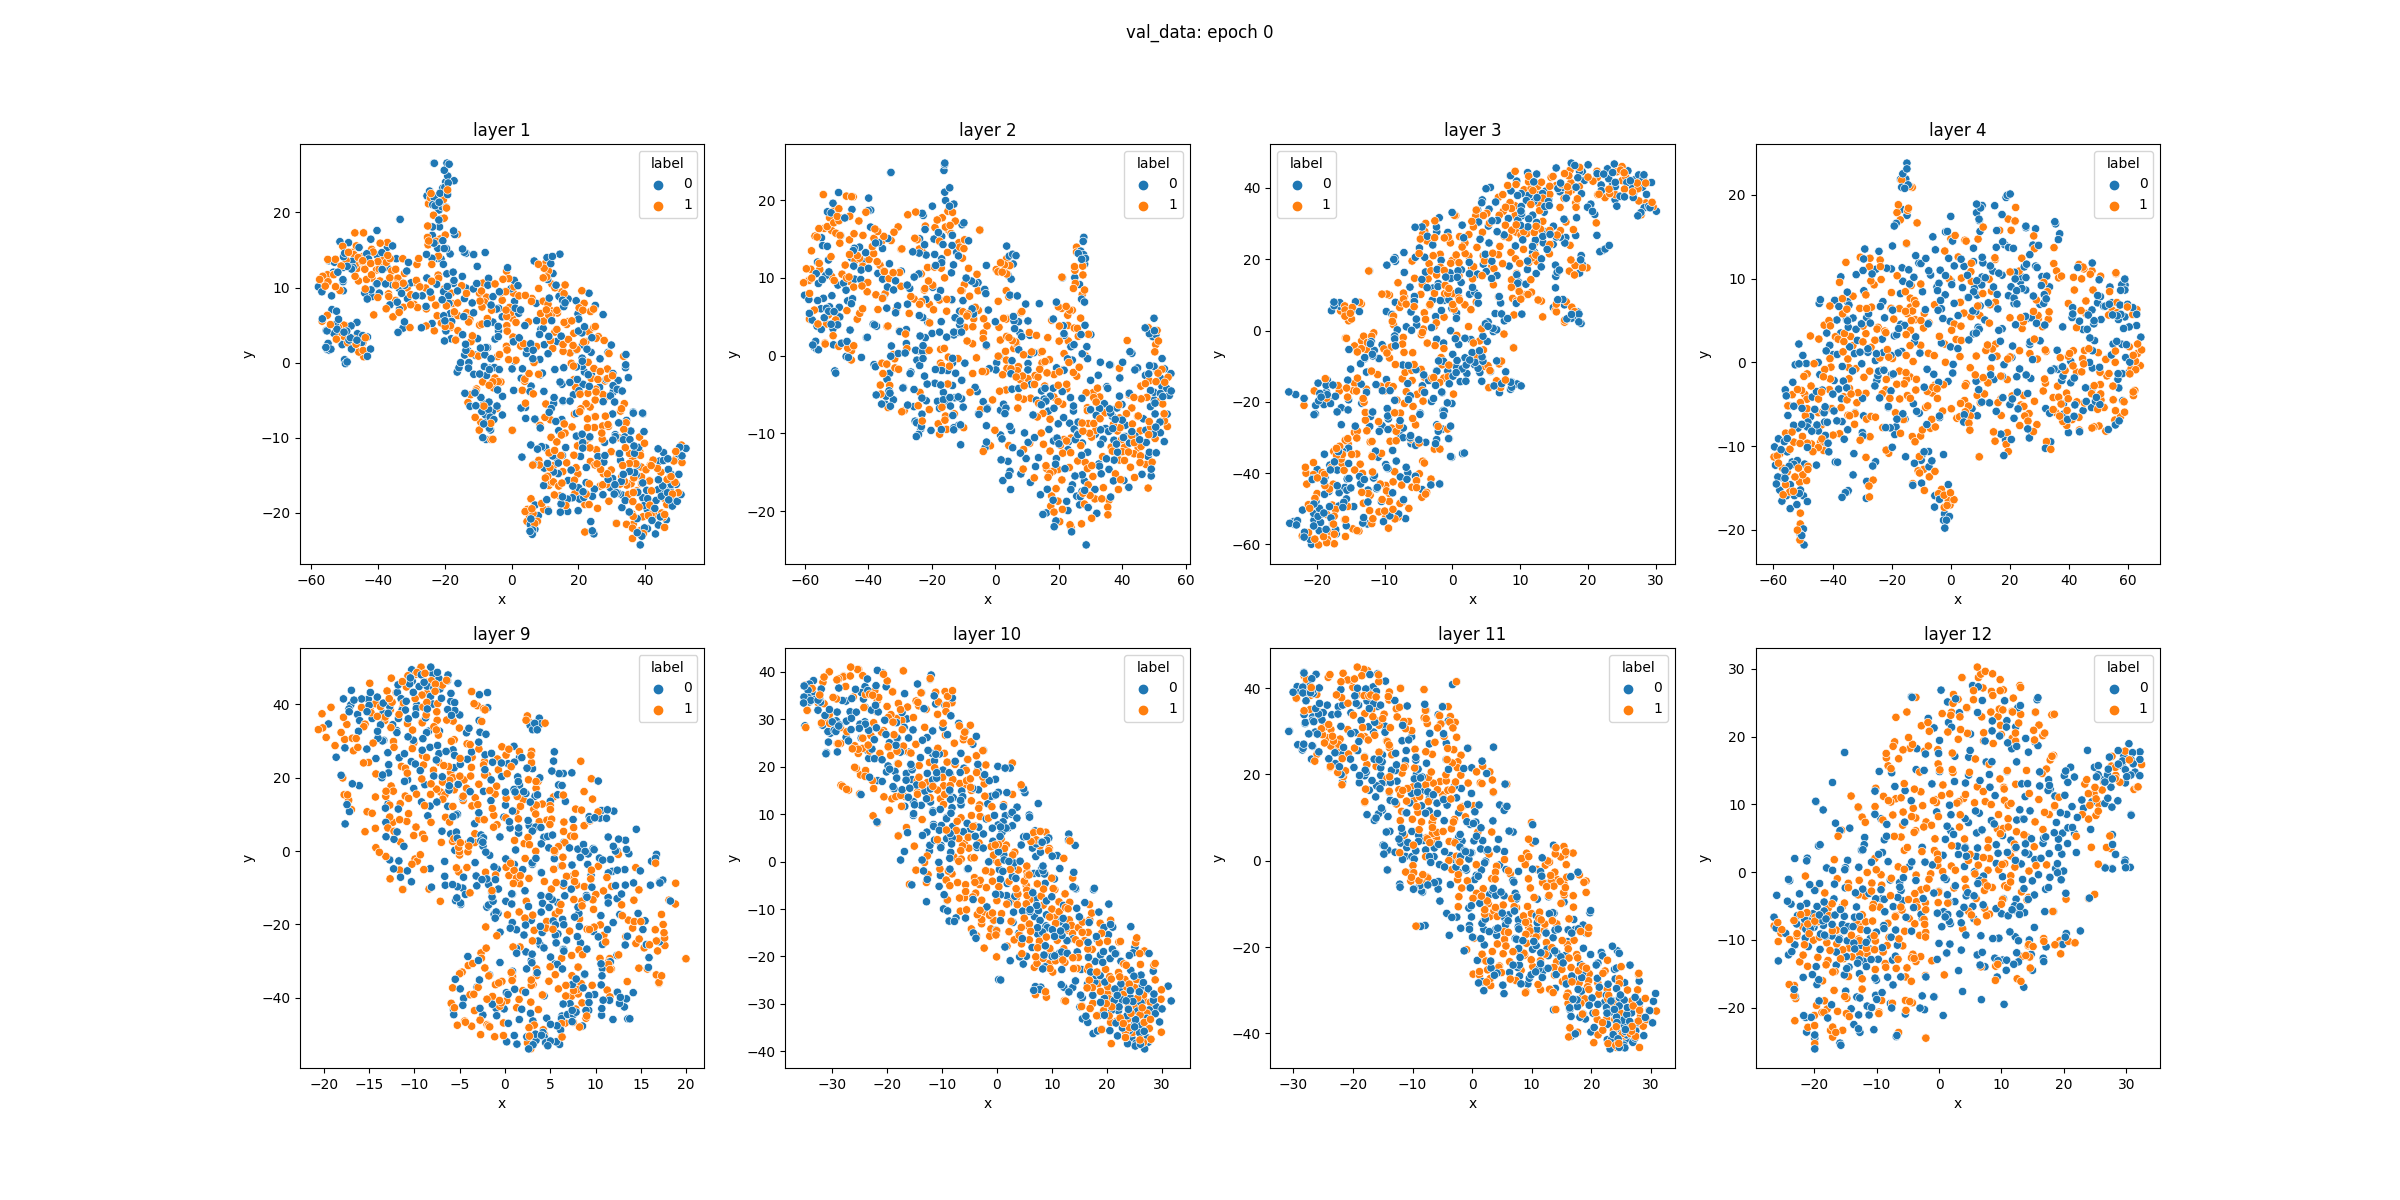 val_data: epoch 0
layer 1
label
0
1
20
10
0
−10
−20
y
−60 −40 −20 0 20 40
x
layer 2
label
0
1
20
10
0
−10
−20
y
−60 −40 −20 0 20 40 60
x
layer 3
label
0
1
40
20
0
−20
−40
−60
y
−20 −10 0 10 20 30
x
layer 4
label
0
1
20
10
0
−10
−20
y
−60 −40 −20 0 20 40 60
x
layer 9
label
0
1
40
20
0
−20
−40
y
−20 −15 −10 −5 0 5 10 15 20
x
layer 10
label
0
1
40
30
20
10
0
−10
−20
−30
−40
y
−30 −20 −10 0 10 20 30
x
layer 11
label
0
1
40
20
0
−20
−40
y
−30 −20 −10 0 10 20 30
x
layer 12
label
0
1
30
20
10
0
−10
−20
y
−20 −10 0 10 20 30
x